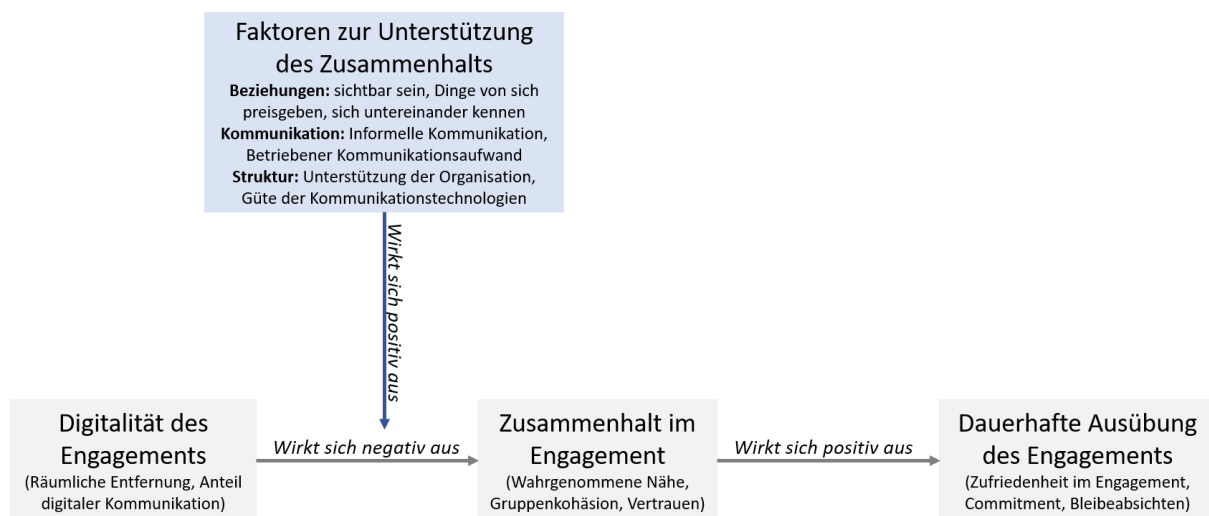 Faktoren zur Unterstützung
des Zusammenhalts
Beziehungen: sichtbar sein, Dinge von sich
preisgeben, sich untereinander kennen
Kommunikation: Informelle Kommunikation,
Betriebener Kommunikationsaufwand
Struktur: Unterstützung der Organisation,
Güte der Kommunikationstechnologien
Wirkt sich positiv aus
Digitalität des
Engagements
(Räumliche Entfernung, Anteil
digitaler Kommunikation)
Wirkt sich negativ aus
Zusammenhalt im
Engagement
(Wahrgenommene Nähe,
Gruppenkohäsion, Vertrauen)
Wirkt sich positiv aus
Dauerhafte Ausübung
des Engagements
(Zufriedenheit im Engagement,
Commitment, Bleibeabsichten)